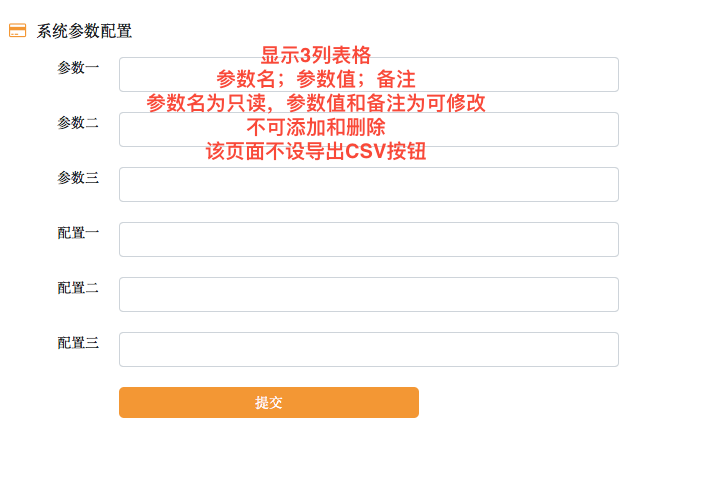 系统参数配置
显示3列表格
参数一
参数名；参数值；备注
参数名为只读，参数值和备注为可修改
参数二
不可添加和删除
该页面不设导出CSV按钮
参数三
配置一
配置二
配置三
提交